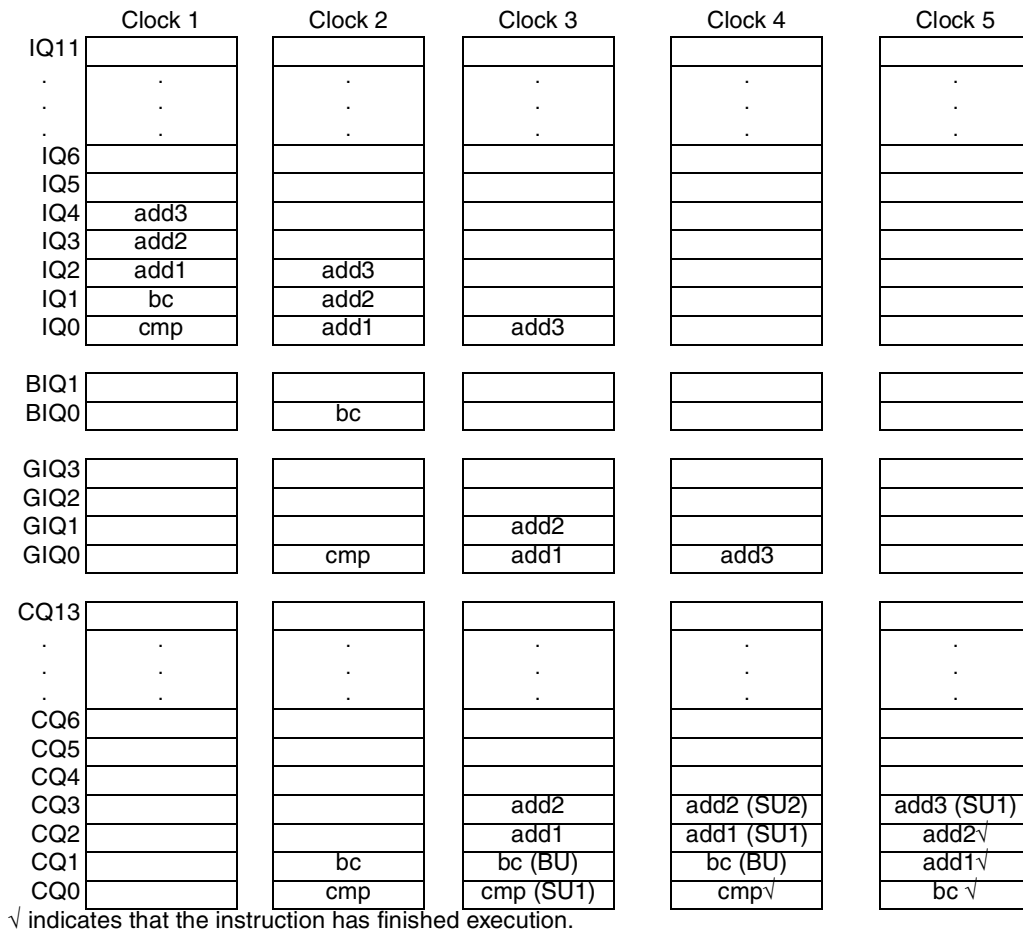 Clock 1 Clock 2 Clock 3 Clock 4 Clock 5
IQ11
. . . . . .
. . . . . .
. . . . . .
IQ6
IQ5
IQ4 add3
IQ3 add2
IQ2 add1 add3
IQ1 bc add2
IQ0 cmp add1 add3
BIQ1
BIQ0 bc
GIQ3
GIQ2
GIQ1 add2
GIQ0 cmp add1 add3
CQ13
. . . . . .
. . . . . .
. . . . . .
CQ6
CQ5
CQ4
CQ3 add2 add2 (SU2) add3 (SU1)
CQ2 add1 add1 (SU1) add2√
CQ1 bc bc (BU) bc (BU) add1√
CQ0 cmp cmp (SU1) cmp√ bc √
√ indicates that the instruction has finished execution.